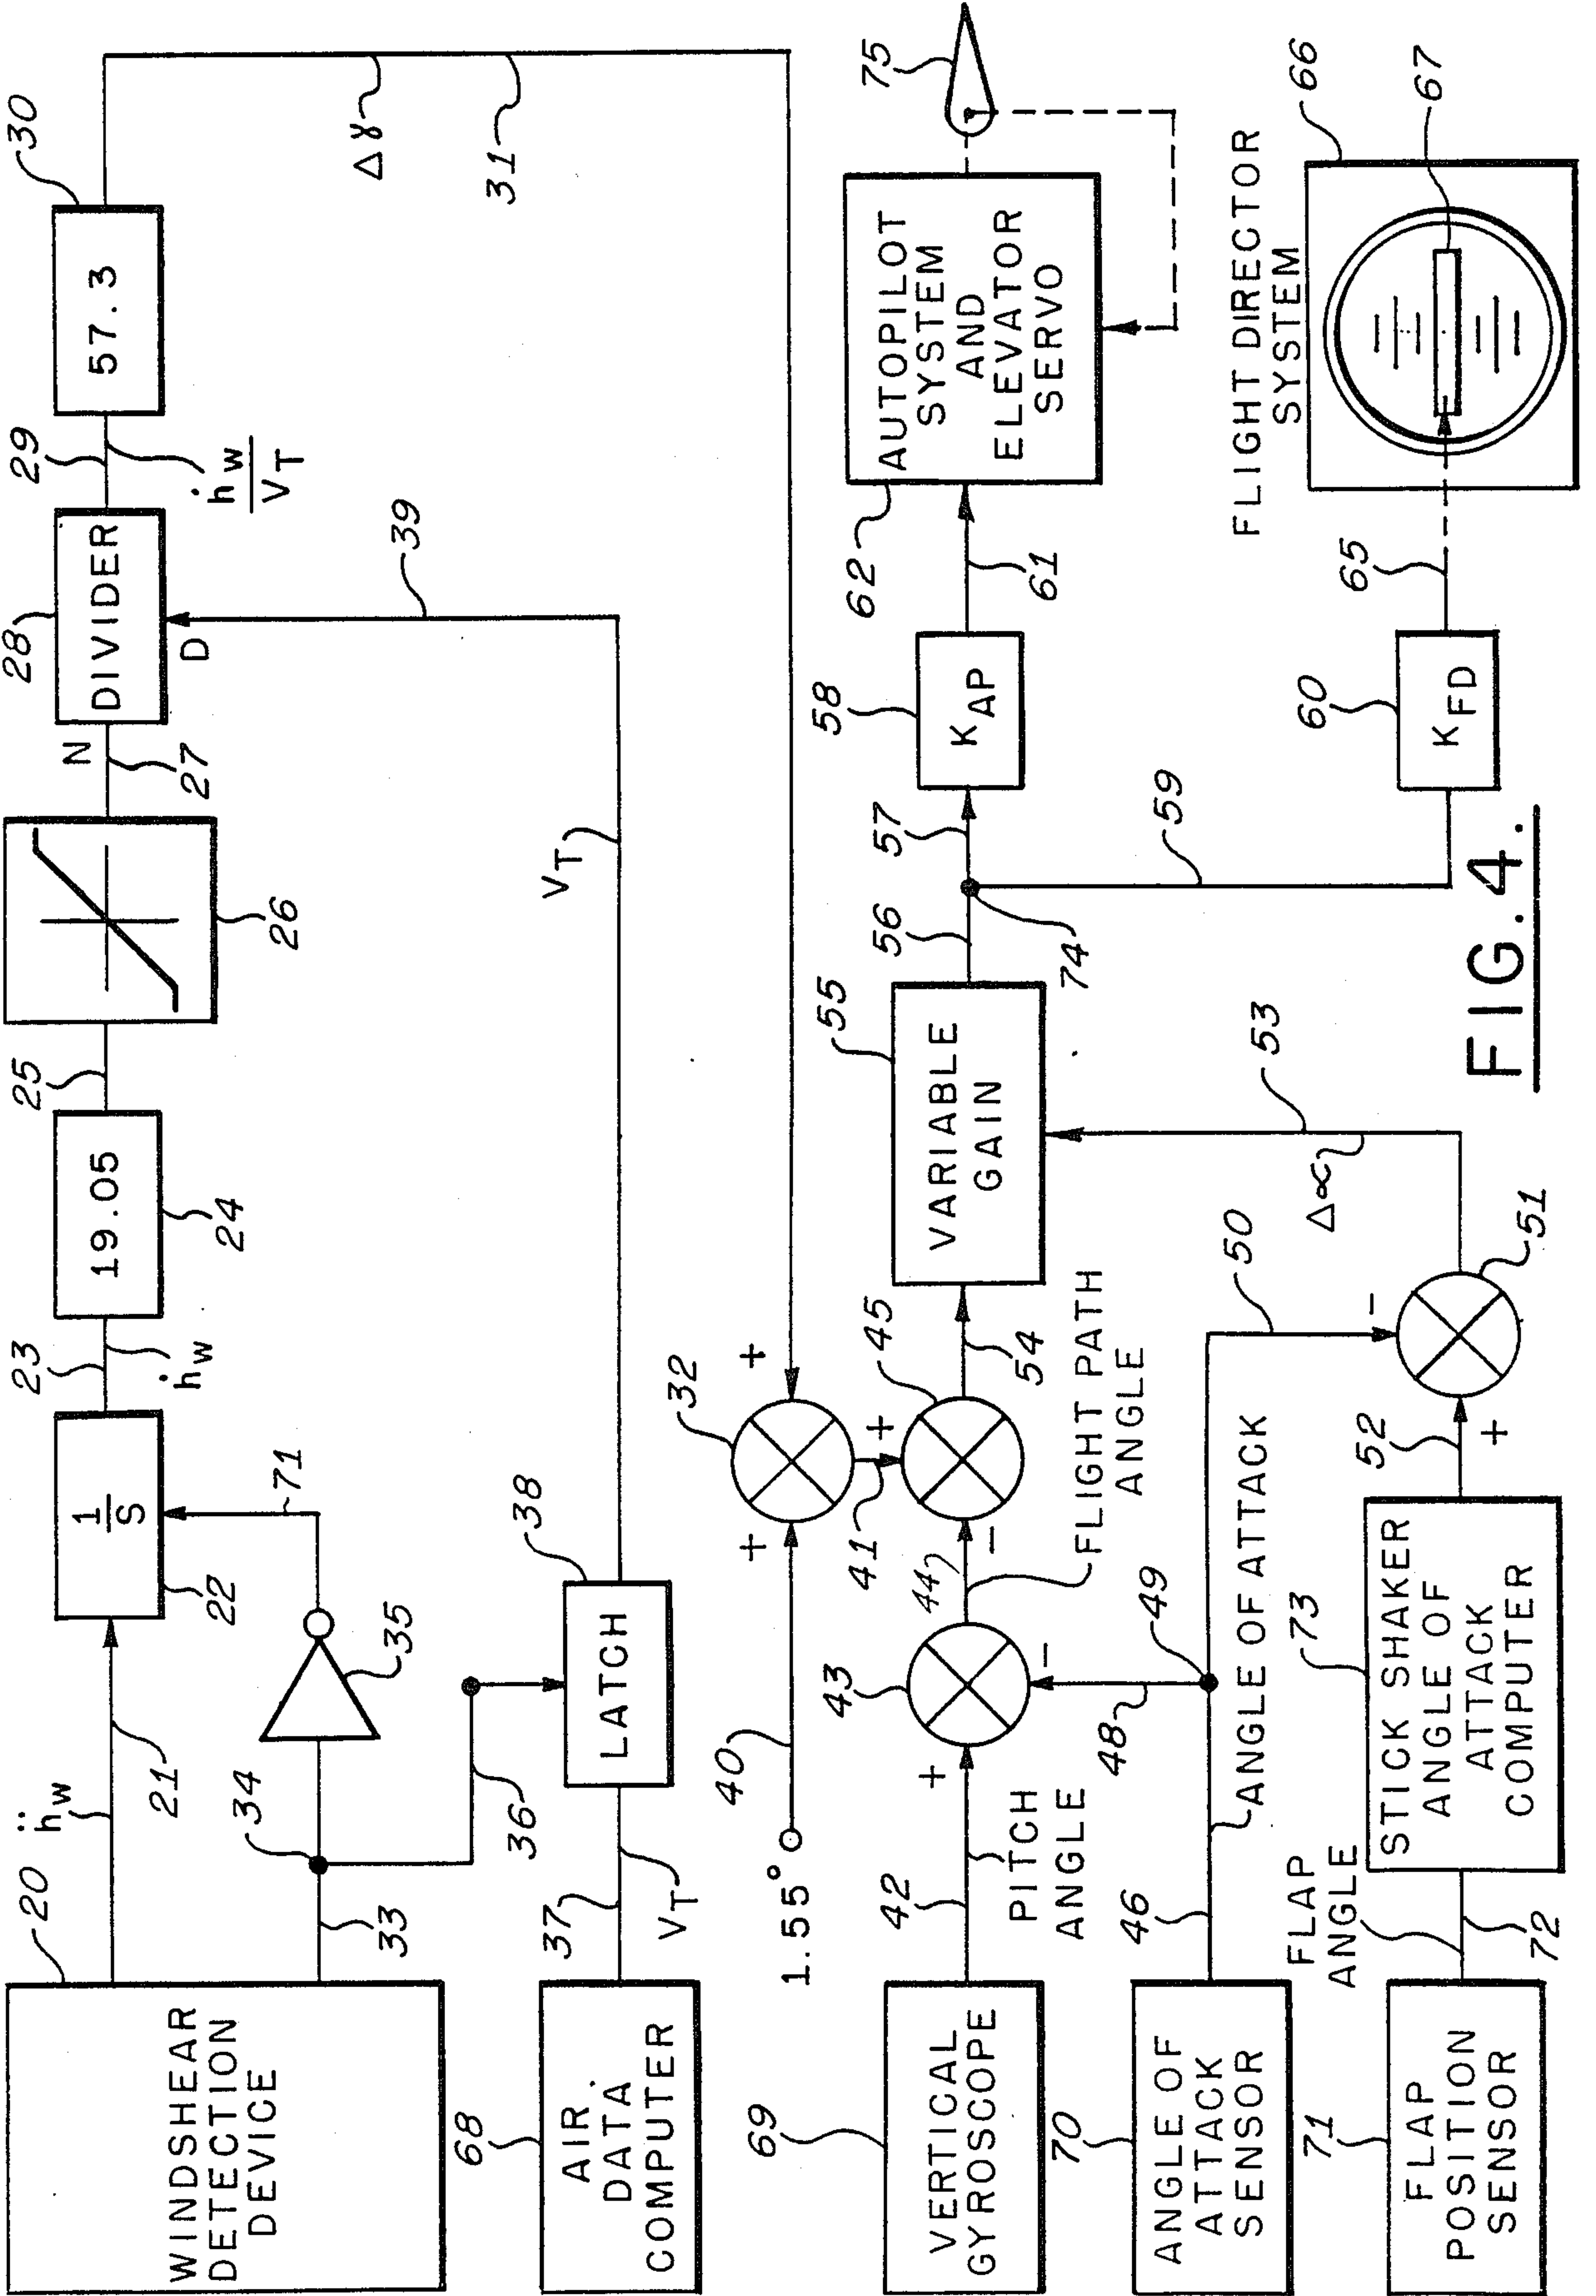 20
WINDSHEAR
DETECTION
DEVICE
ḧw
21
1
S
22
23
ḣw
19.05
24
25
26
N
27
28
DIVIDER
D
29
ḣw
VT
57.3
30
Δγ
31
33
34
35
71
36
68
AIR
DATA
COMPUTER
37
VT
LATCH
38
VT
39
1.55°
40
+
+
32
41
+
69
VERTICAL
GYROSCOPE
42
PITCH
ANGLE
+
43
-
44
-
45
FLIGHT PATH
ANGLE
54
VARIABLE
GAIN
55
56
74
57
58
KAP
61
62
AUTOPILOT
SYSTEM
AND
ELEVATOR
SERVO
75
59
60
KFD
65
FLIGHT DIRECTOR
SYSTEM
66
67
70
ANGLE OF
ATTACK
SENSOR
46
ANGLE OF ATTACK
48
49
50
-
51
Δ∝
53
71
FLAP
POSITION
SENSOR
FLAP
ANGLE
72
73
STICK SHAKER
ANGLE OF
ATTACK
COMPUTER
52
+
FIG.4.